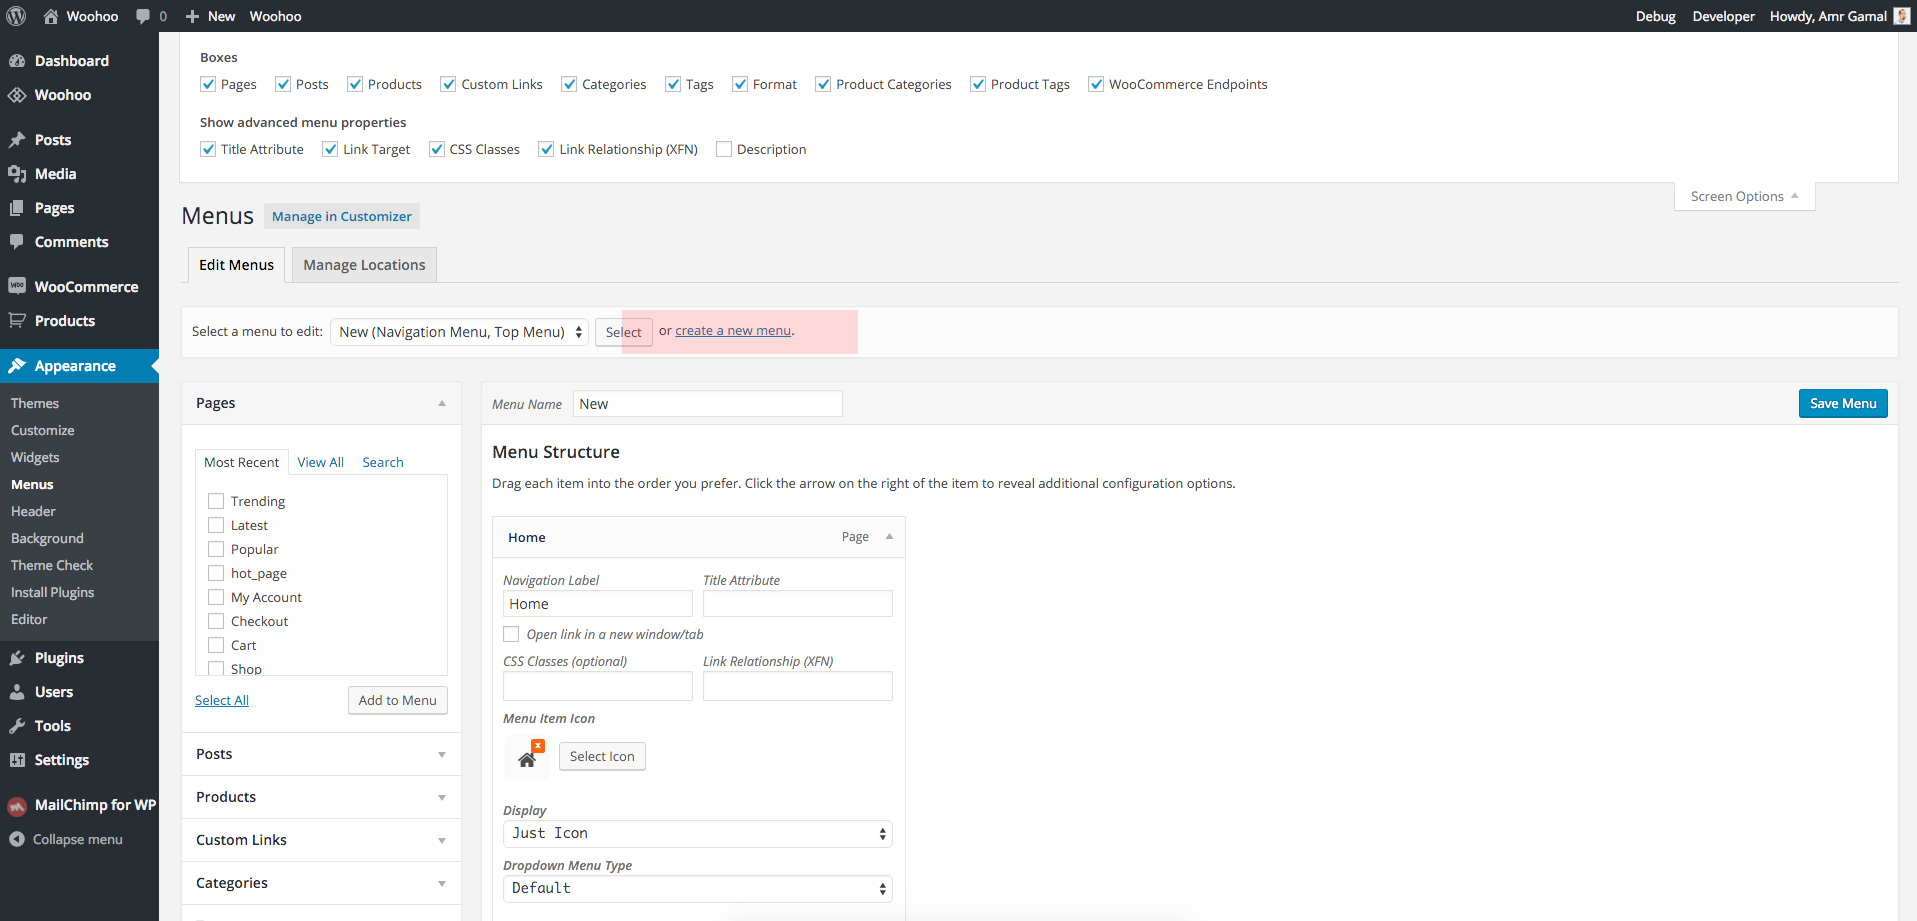 Woohoo 0 New Woohoo Debug Developer Howdy, Amr Gamal
Dashboard
Woohoo
Posts
Media
Pages
Comments
WooCommerce
Products
Appearance
Themes
Customize
Widgets
Menus
Header
Background
Theme Check
Install Plugins
Editor
Plugins
Users
Tools
Settings
MailChimp for WP
Collapse menu
Boxes
Pages Posts Products Custom Links Categories Tags Format Product Categories Product Tags WooCommerce Endpoints
Show advanced menu properties
Title Attribute Link Target CSS Classes Link Relationship (XFN) Description
Screen Options
Menus Manage in Customizer
Edit Menus Manage Locations
Select a menu to edit: New (Navigation Menu, Top Menu) Select or create a new menu.
Pages
Most Recent View All Search
Trending
Latest
Popular
hot_page
My Account
Checkout
Cart
Shop
Select All Add to Menu
Posts
Products
Custom Links
Categories
Menu Name New Save Menu
Menu Structure
Drag each item into the order you prefer. Click the arrow on the right of the item to reveal additional configuration options.
Home Page
Navigation Label Title Attribute
Home
Open link in a new window/tab
CSS Classes (optional) Link Relationship (XFN)
Menu Item Icon
x
Select Icon
Display
Just Icon
Dropdown Menu Type
Default